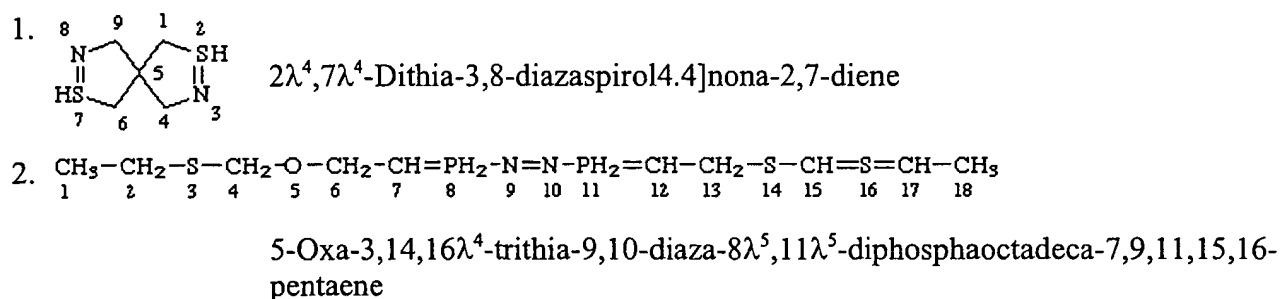 1.
8 9 1 2
N SH
5
HS N
7 6 4 3
2λ⁴,7λ⁴-Dithia-3,8-diazaspirol4.4]nona-2,7-diene
2. CH₃-CH₂-S-CH₂-O-CH₂-CH=PH₂-N=N-PH₂=CH-CH₂-S-CH=S=CH-CH₃
1 2 3 4 5 6 7 8 9 10 11 12 13 14 15 16 17 18
5-Oxa-3,14,16λ⁴-trithia-9,10-diaza-8λ⁵,11λ⁵-diphosphaoctadeca-7,9,11,15,16-
pentaene